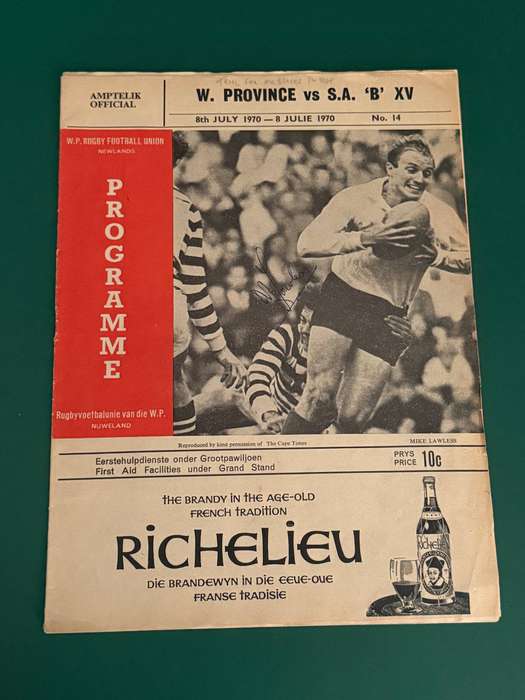 AMPTELIK
OFFICIAL
W. PROVINCE vs S.A. 'B' XV
8th JULY 1970 — 8 JULIE 1970 No. 14
W.P. RUGBY FOOTBALL UNION
NEWLANDS
PROGRAMME
Rugbyvoetbalunie van die W.P.
NUWELAND
Reproduced by kind permission of The Cape Times
MIKE LAWLESS
Eerstehulpdienste onder Grootpawiljoen
First Aid Facilities under Grand Stand
PRYS
PRICE 10c
THE BRANDY IN THE AGE-OLD
FRENCH TRADITION
RICHELIEU
DIE BRANDEWYN IN DIE EEUE-OUE
FRANSE TRADISIE
RICHELIEU